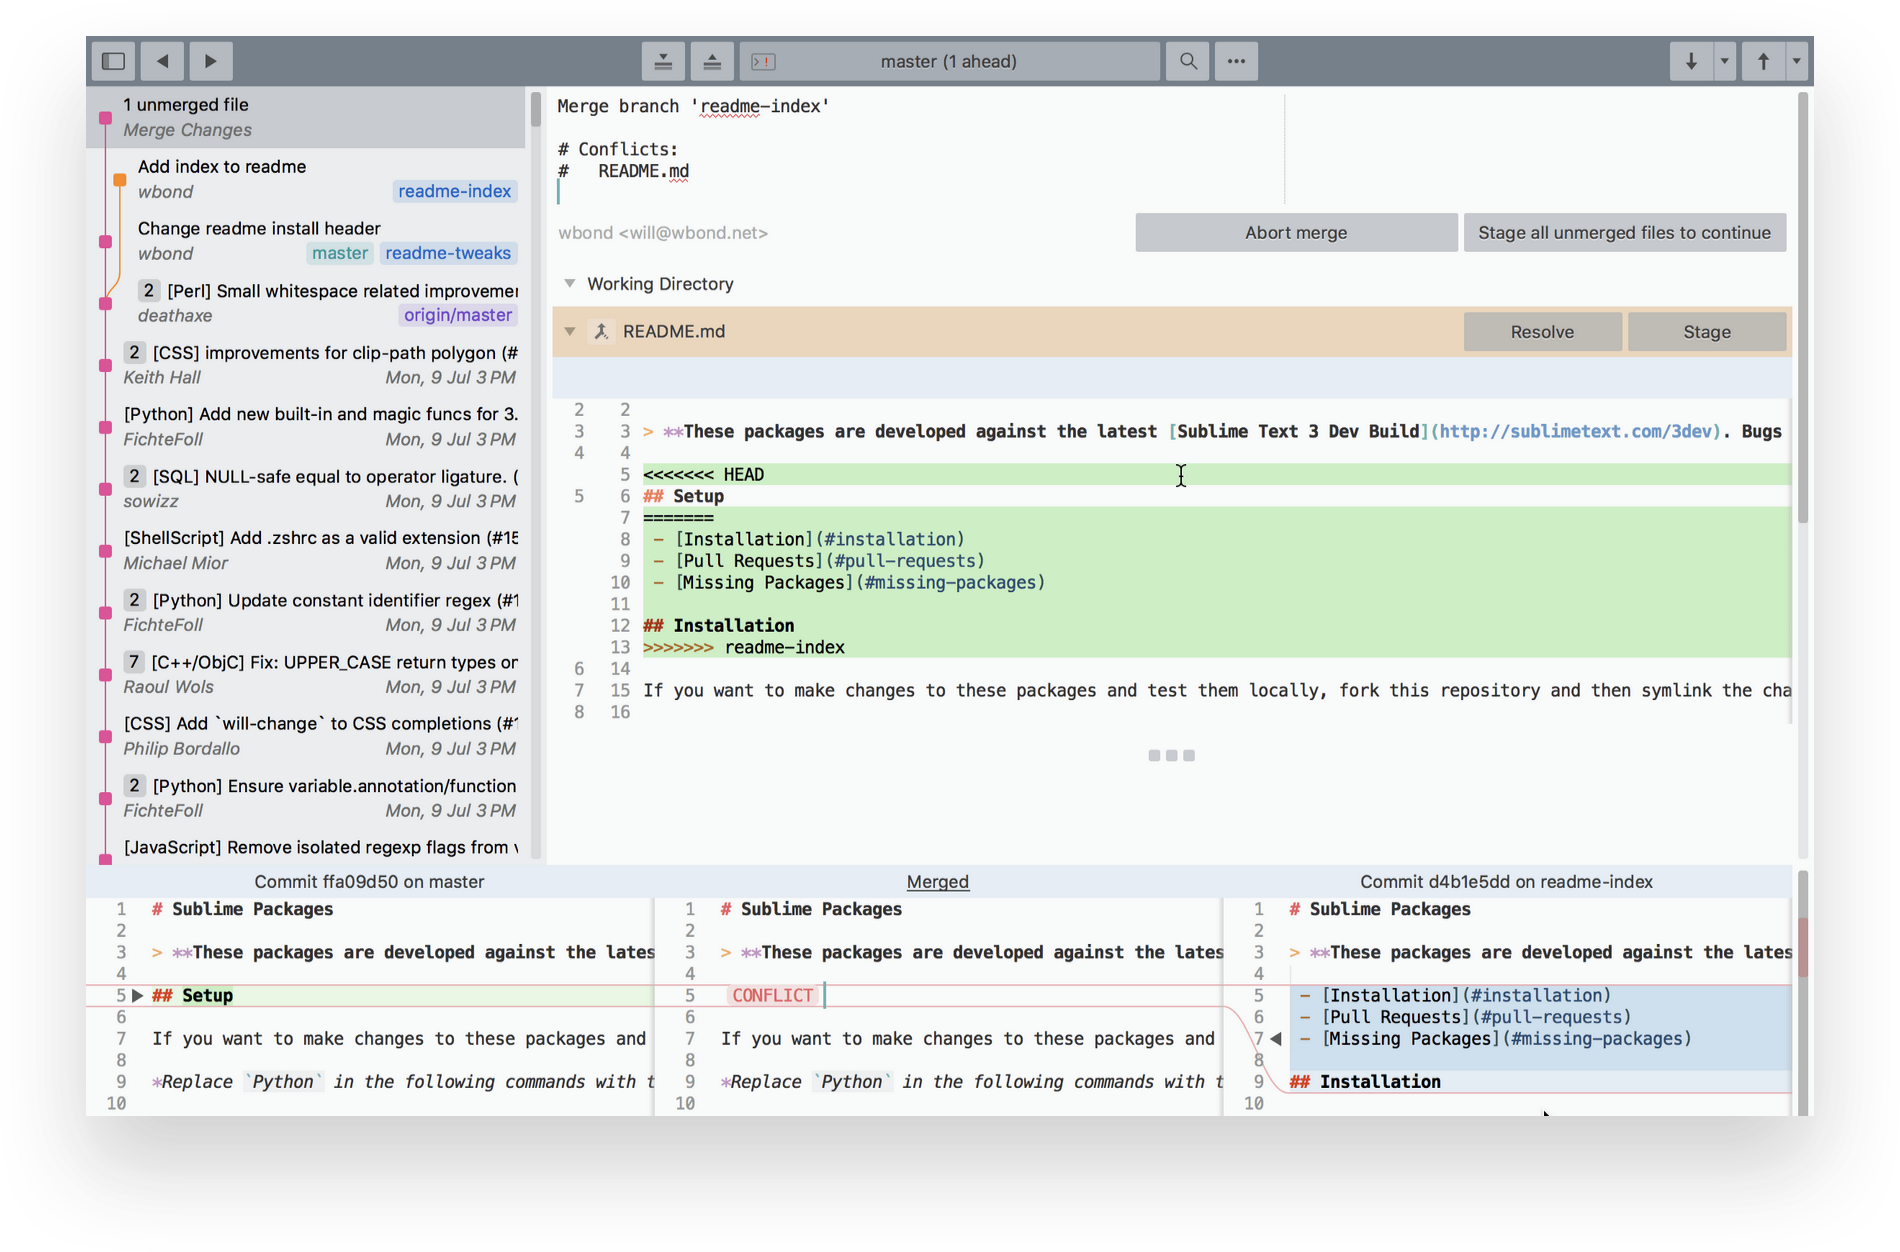 master (1 ahead)
1 unmerged file
Merge Changes
Add index to readme
wbond readme-index
Change readme install header
wbond master readme-tweaks
2 [Perl] Small whitespace related improvemen
deathaxe origin/master
2 [CSS] improvements for clip-path polygon (#
Keith Hall Mon, 9 Jul 3 PM
[Python] Add new built-in and magic funcs for 3.
FichteFoll Mon, 9 Jul 3 PM
2 [SQL] NULL-safe equal to operator ligature. (
sowizz Mon, 9 Jul 3 PM
[ShellScript] Add .zshrc as a valid extension (#15
Michael Mior Mon, 9 Jul 3 PM
2 [Python] Update constant identifier regex (#1
FichteFoll Mon, 9 Jul 3 PM
7 [C++/ObjC] Fix: UPPER_CASE return types on
Raoul Wols Mon, 9 Jul 3 PM
[CSS] Add `will-change` to CSS completions (#1
Philip Bordallo Mon, 9 Jul 3 PM
2 [Python] Ensure variable.annotation/function
FichteFoll Mon, 9 Jul 3 PM
[JavaScript] Remove isolated regexp flags from
Merge branch 'readme-index'
# Conflicts:
#   README.md
wbond <will@wbond.net>
Abort merge
Stage all unmerged files to continue
Working Directory
README.md
Resolve
Stage
2 2
3 3 > **These packages are developed against the latest [Sublime Text 3 Dev Build](http://sublimetext.com/3dev). Bugs
4 4
5 <<<<<<< HEAD
5 6 ## Setup
7 =======
8 - [Installation](#installation)
9 - [Pull Requests](#pull-requests)
10 - [Missing Packages](#missing-packages)
11
12 ## Installation
13 >>>>>>> readme-index
6 14
7 15 If you want to make changes to these packages and test them locally, fork this repository and then symlink the cha
8 16
Commit ffa09d50 on master
1 # Sublime Packages
2
3 > **These packages are developed against the lates
4
5 ## Setup
6
7 If you want to make changes to these packages and
8
9 *Replace `Python` in the following commands with t
10
Merged
1 # Sublime Packages
2
3 > **These packages are developed against the lates
4
5 CONFLICT
6
7 If you want to make changes to these packages and
8
9 *Replace `Python` in the following commands with t
10
Commit d4b1e5dd on readme-index
1 # Sublime Packages
2
3 > **These packages are developed against the lates
4
5 - [Installation](#installation)
6 - [Pull Requests](#pull-requests)
7 - [Missing Packages](#missing-packages)
8
9 ## Installation
10